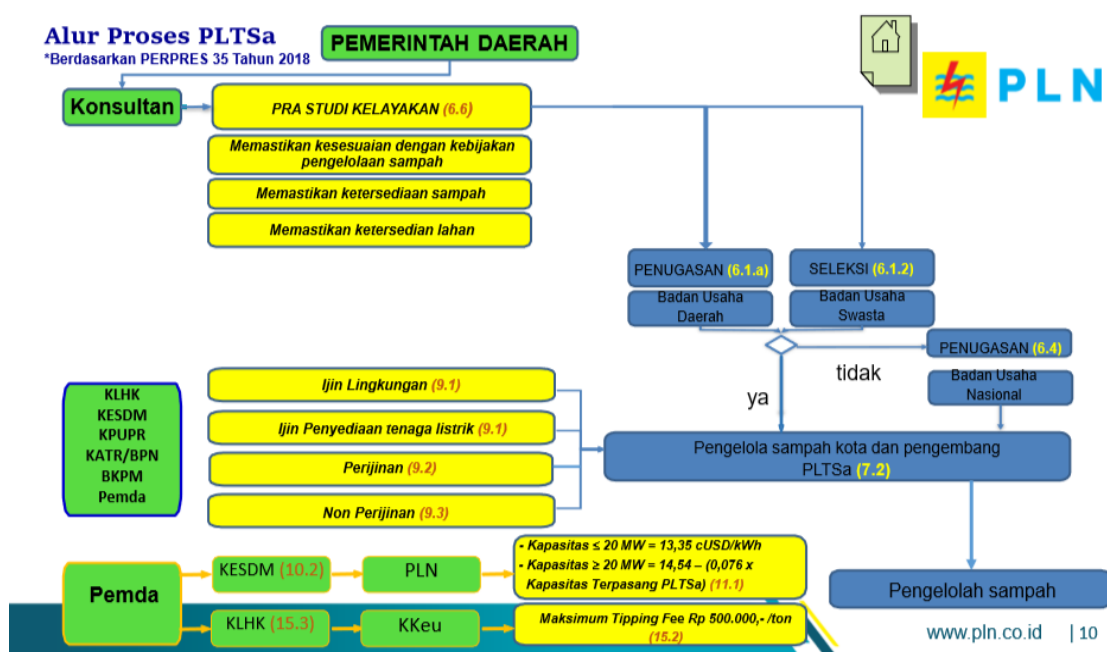 Alur Proses PLTSa
*Berdasarkan PERPRES 35 Tahun 2018
PEMERINTAH DAERAH
PLN
Konsultan
PRA STUDI KELAYAKAN (6.6)
Memastikan kesesuaian dengan kebijakan
pengelolaan sampah
Memastikan ketersediaan sampah
Memastikan ketersedian lahan
PENUGASAN (6.1.a)
SELEKSI (6.1.2)
Badan Usaha
Daerah
Badan Usaha
Swasta
PENUGASAN (6.4)
tidak
Badan Usaha
Nasional
ya
KLHK
KESDM
KPUPR
KATR/BPN
BKPM
Pemda
Ijin Lingkungan (9.1)
Ijin Penyediaan tenaga listrik (9.1)
Perijinan (9.2)
Non Perijinan (9.3)
Pengelola sampah kota dan pengembang
PLTSa (7.2)
Pengelolah sampah
Pemda
KESDM (10.2)
PLN
- Kapasitas ≤ 20 MW = 13,35 cUSD/kWh
- Kapasitas ≥ 20 MW = 14,54 – (0,076 x
Kapasitas Terpasang PLTSa) (11.1)
KLHK (15.3)
KKeu
Maksimum Tipping Fee Rp 500.000,- /ton
(15.2)
www.pln.co.id | 10